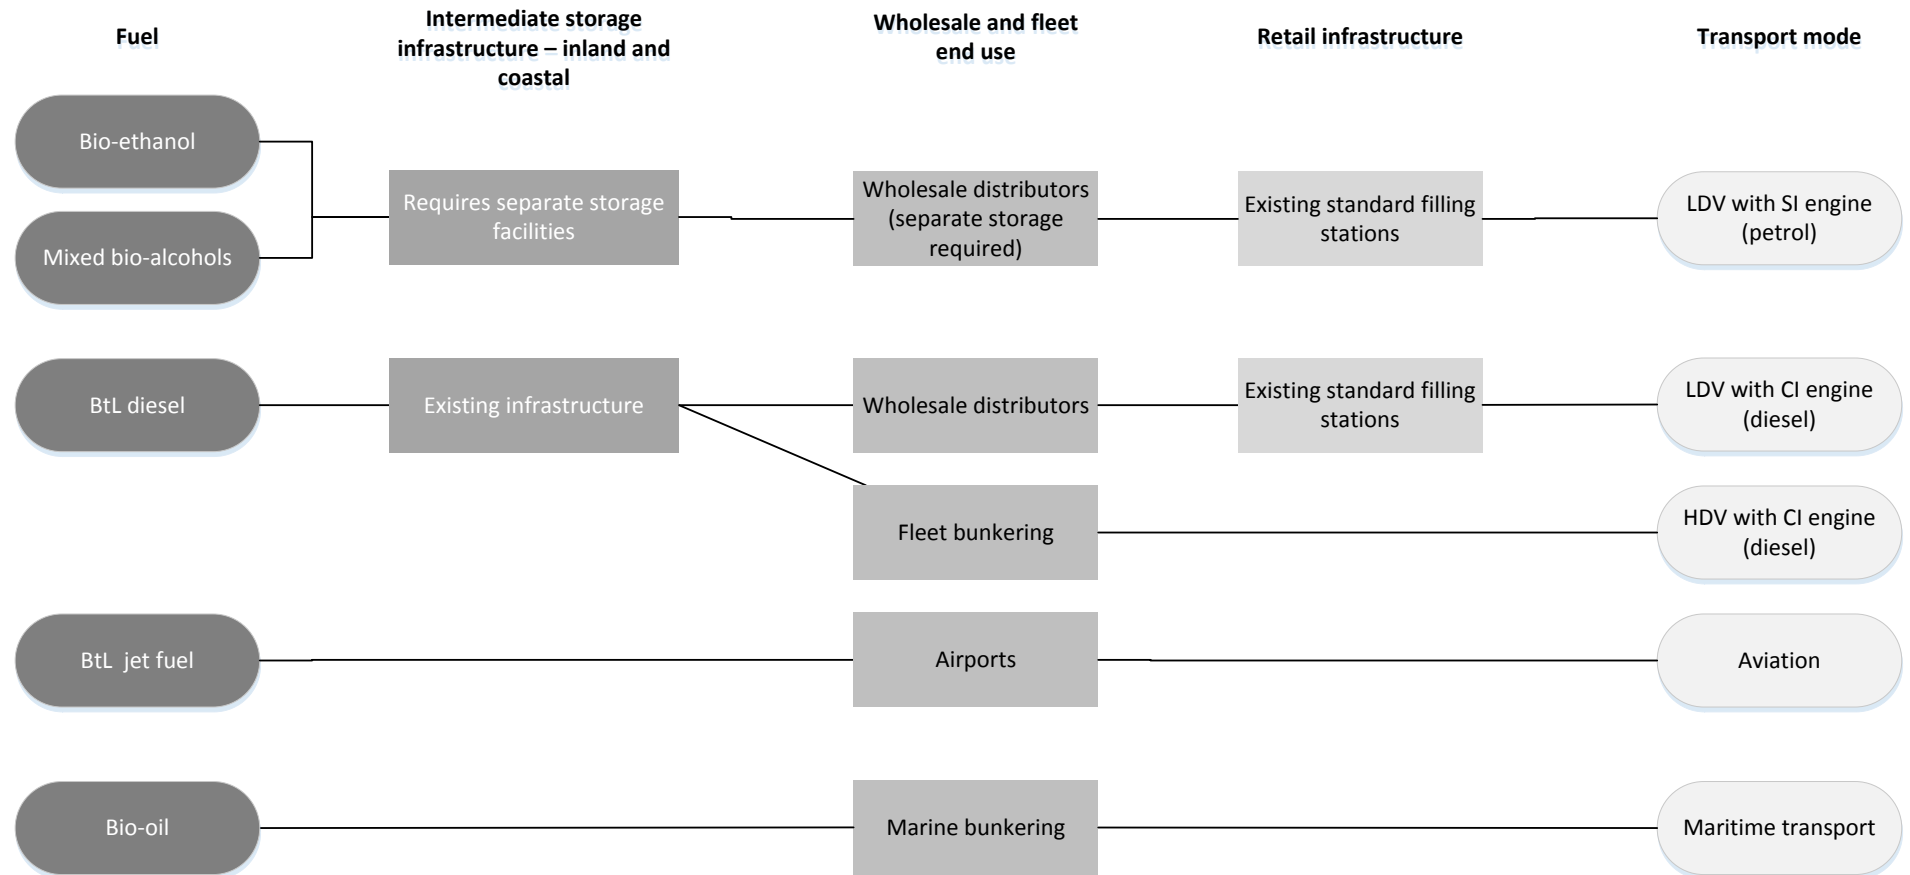 Fuel
Intermediate storage
infrastructure – inland and
coastal
Wholesale and fleet
end use
Retail infrastructure
Transport mode
Bio-ethanol
Mixed bio-alcohols
Requires separate storage
facilities
Wholesale distributors
(separate storage
required)
Existing standard filling
stations
LDV with SI engine
(petrol)
BtL diesel
Existing infrastructure
Wholesale distributors
Existing standard filling
stations
LDV with CI engine
(diesel)
Fleet bunkering
HDV with CI engine
(diesel)
BtL jet fuel
Airports
Aviation
Bio-oil
Marine bunkering
Maritime transport